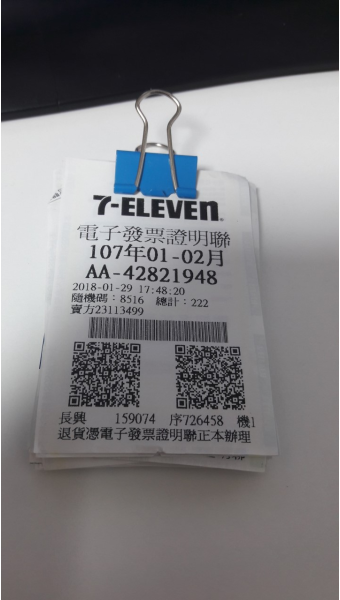 7-ELEVEN
電子發票證明聯
107年01-02月
AA-42821948
2018-01-29 17:48:20
隨機碼：8516 總計：222
賣方23113499
長興 159074 序726458 機1
退貨憑電子發票證明聯正本辦理